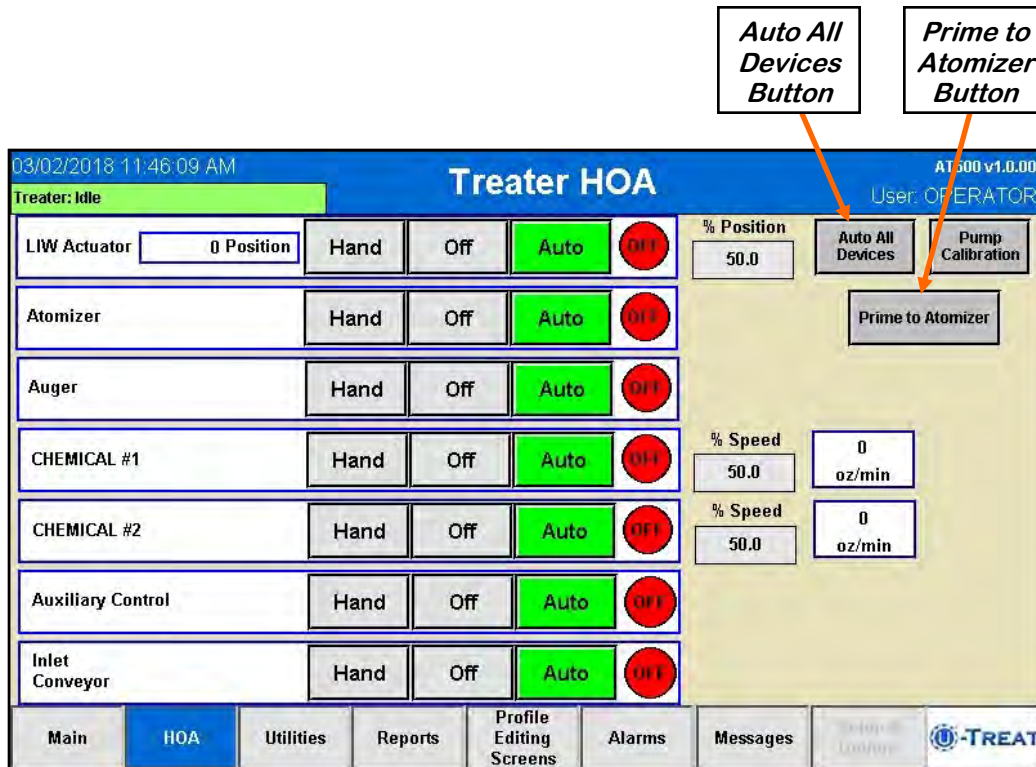 Auto All
Devices
Button
Prime to
Atomizer
Button
03/02/2018 11:46:09 AM
Treater HOA
AT500 v1.0.00
Treater: Idle
User: OPERATOR
LIW Actuator 0 Position Hand Off Auto OFF
% Position
50.0
Auto All
Devices
Pump
Calibration
Atomizer Hand Off Auto OFF
Prime to Atomizer
Auger Hand Off Auto OFF
CHEMICAL #1 Hand Off Auto OFF
% Speed
50.0
0
oz/min
CHEMICAL #2 Hand Off Auto OFF
% Speed
50.0
0
oz/min
Auxiliary Control Hand Off Auto OFF
Inlet
Conveyor
Hand Off Auto OFF
Main
HOA
Utilities
Reports
Profile
Editing
Screens
Alarms
Messages
U-TREAT